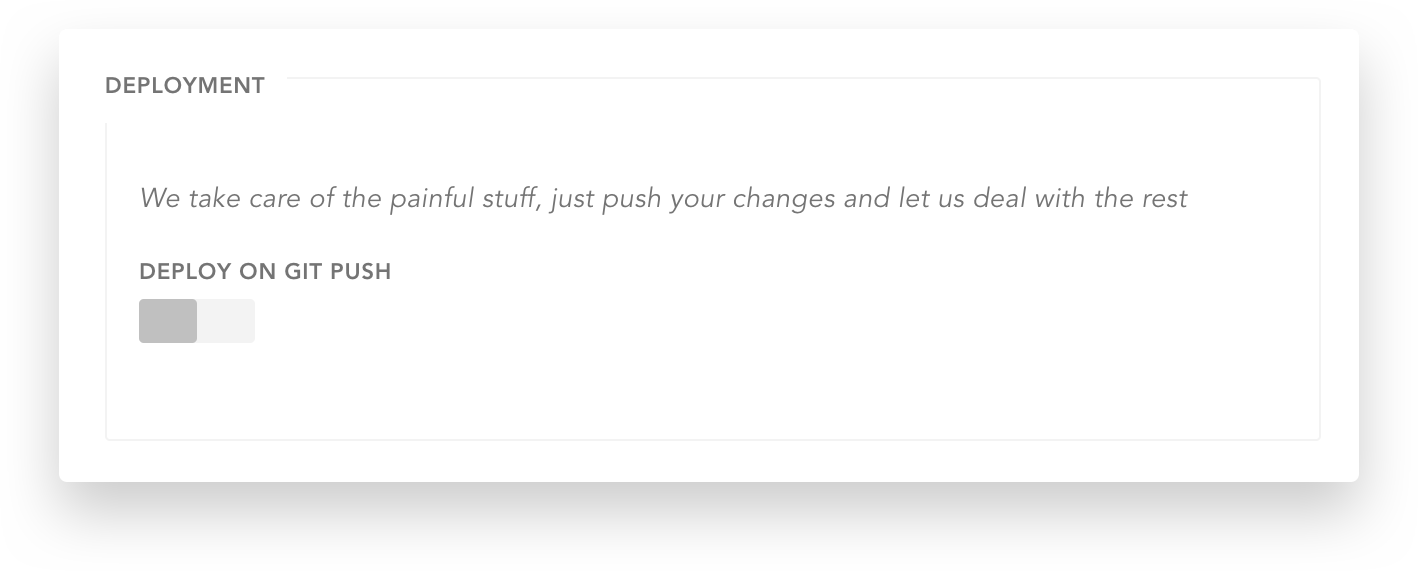 DEPLOYMENT
We take care of the painful stuff, just push your changes and let us deal with the rest
DEPLOY ON GIT PUSH